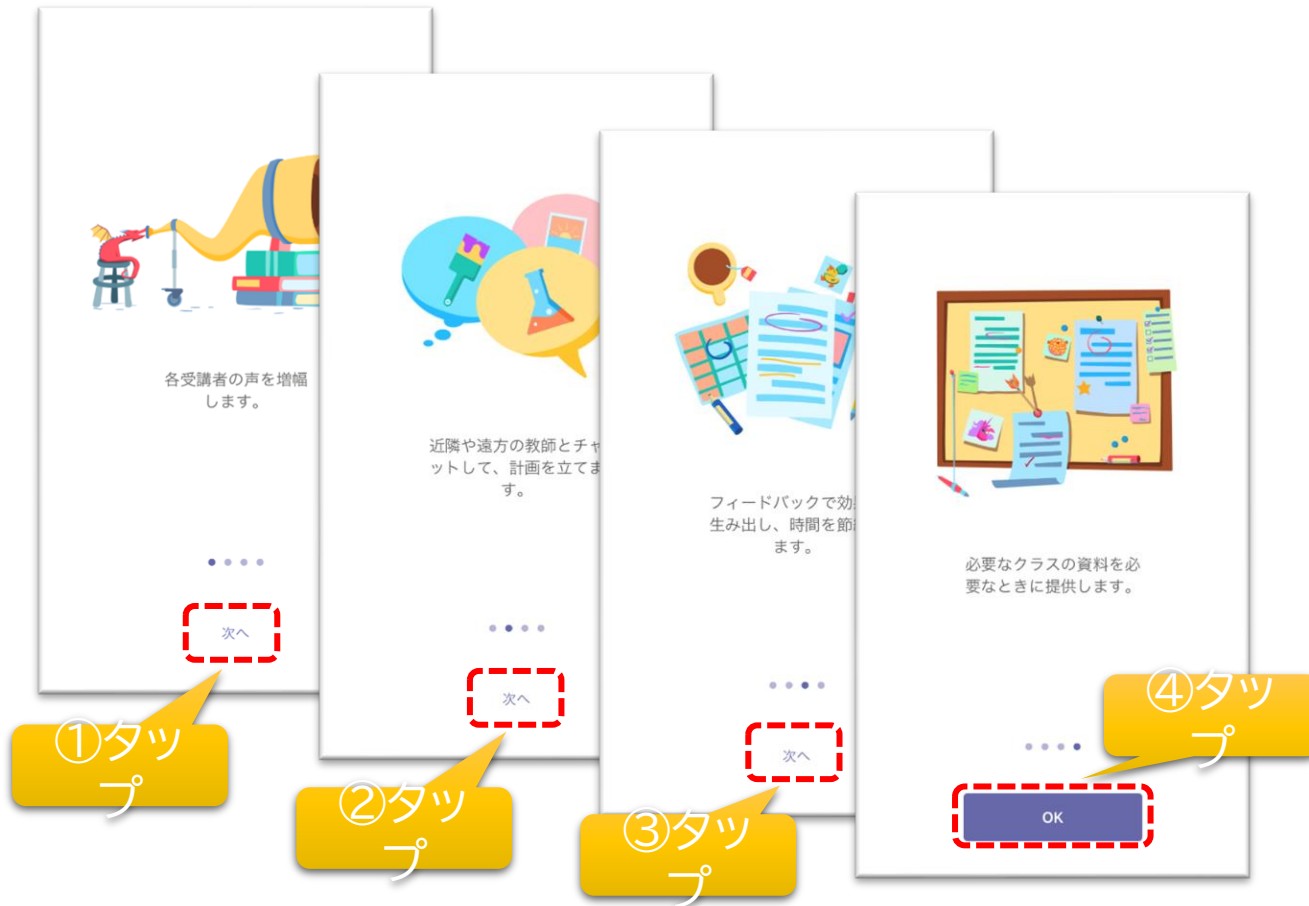 各受講者の声を増幅
します。
次へ
①タッ
プ
近隣や遠方の教師とチャ
ットして、計画を立てま
す。
次へ
②タッ
プ
フィードバックで効
生み出し、時間を節
ます。
次へ
③タッ
プ
必要なクラスの資料を必
要なときに提供します。
④タッ
プ
OK